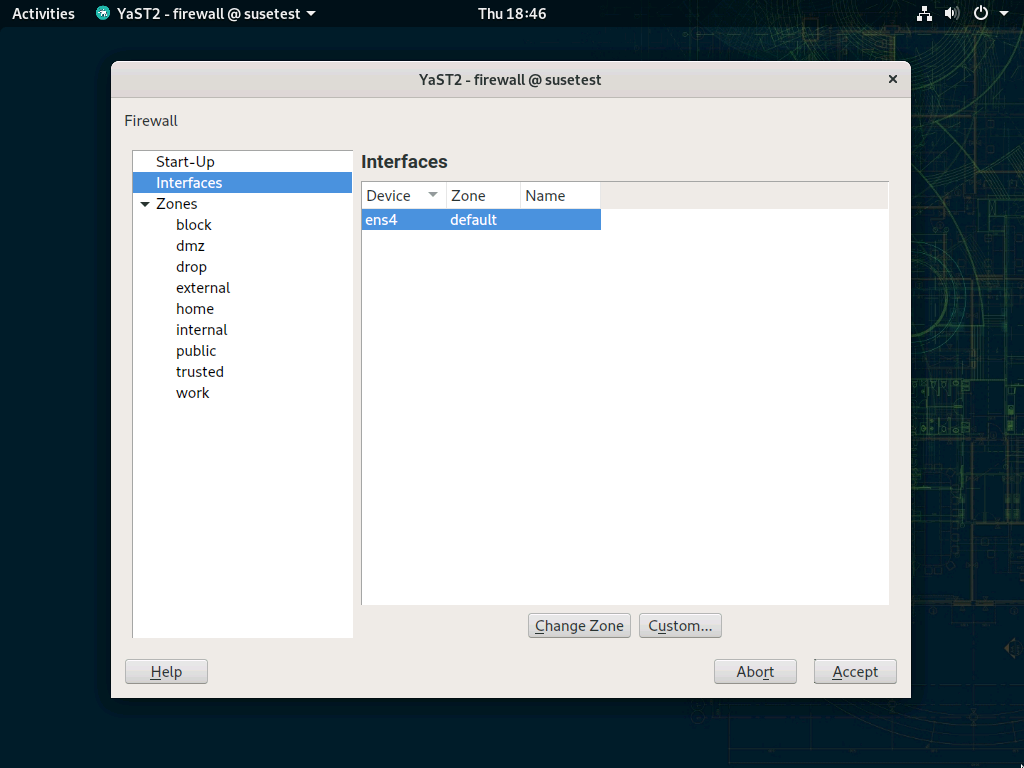 Activities YaST2 - firewall @ susetest Thu 18:46
YaST2 - firewall @ susetest
Firewall
Start-Up
Interfaces
Zones
block
dmz
drop
external
home
internal
public
trusted
work
Interfaces
Device Zone Name
ens4 default
Change Zone Custom...
Help Abort Accept